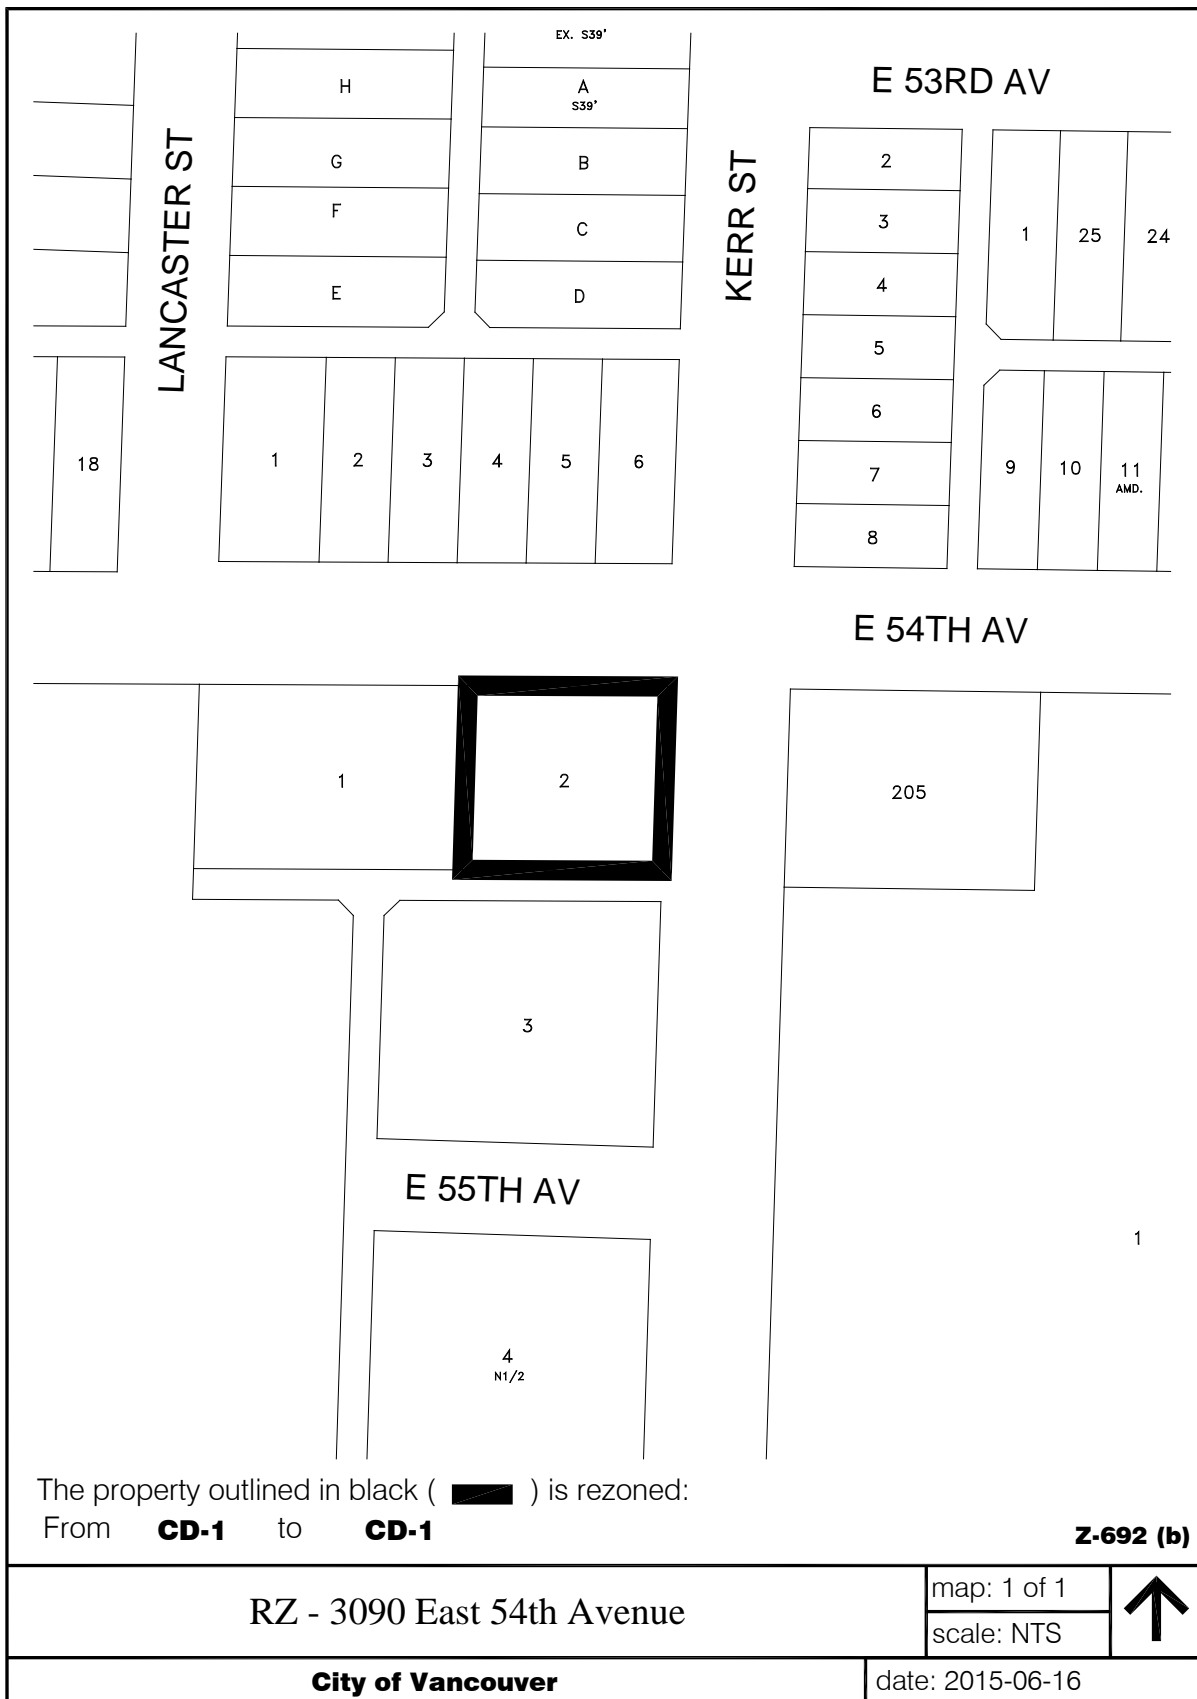 EX. S39'
E 53RD AV
H
A
S39'
LANCASTER ST
KERR ST
G
B
2
F
C
3
1
25
24
E
D
4
5
6
18
1
2
3
4
5
6
7
9
10
11
AMD.
8
E 54TH AV
1
2
205
3
E 55TH AV
1
4
N1/2
The property outlined in black ( ) is rezoned:
From CD-1 to CD-1
Z-692 (b)
RZ - 3090 East 54th Avenue
map: 1 of 1
scale: NTS
City of Vancouver
date: 2015-06-16